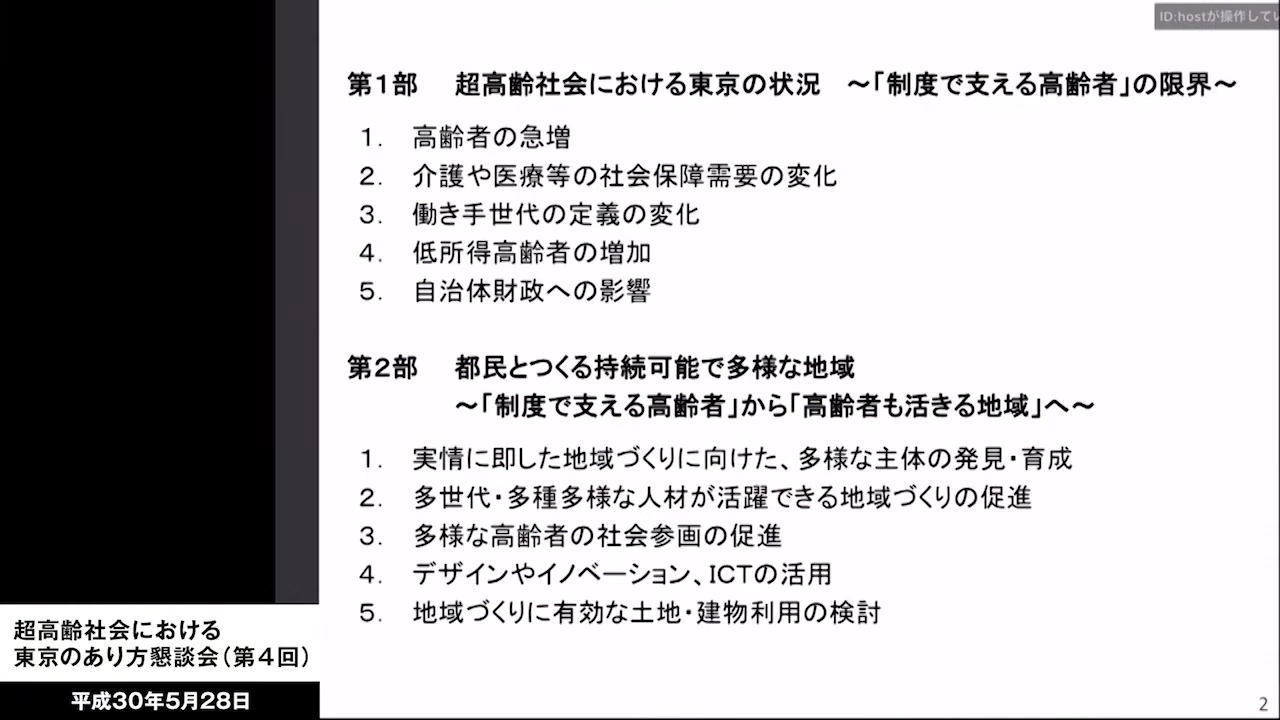 ID:hostが操作してい
第1部　超高齢社会における東京の状況　～「制度で支える高齢者」の限界～
1.　高齢者の急増
2.　介護や医療等の社会保障需要の変化
3.　働き手世代の定義の変化
4.　低所得高齢者の増加
5.　自治体財政への影響
第2部　都民とつくる持続可能で多様な地域
～「制度で支える高齢者」から「高齢者も活きる地域」へ～
1.　実情に即した地域づくりに向けた、多様な主体の発見・育成
2.　多世代・多種多様な人材が活躍できる地域づくりの促進
3.　多様な高齢者の社会参画の促進
4.　デザインやイノベーション、ICTの活用
5.　地域づくりに有効な土地・建物利用の検討
超高齢社会における
東京のあり方懇談会（第4回）
平成30年5月28日
2